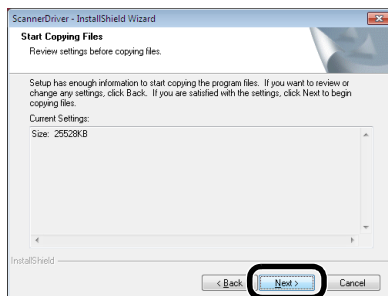 ScannerDriver - InstallShield Wizard
Start Copying Files
Review settings before copying files.
Setup has enough information to start copying the program files. If you want to review or
change any settings, click Back. If you are satisfied with the settings, click Next to begin
copying files.
Current Settings:
Size: 25528KB
InstallShield
< Back Next > Cancel